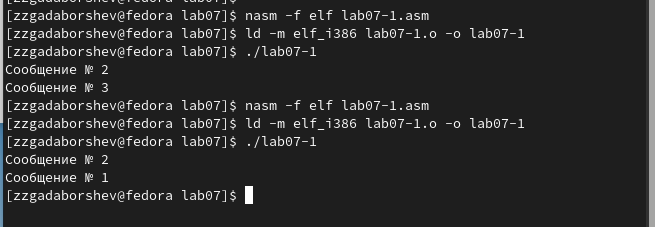 [zzgadaborshev@fedora lab07]$ nasm -f elf lab07-1.asm
[zzgadaborshev@fedora lab07]$ ld -m elf_i386 lab07-1.o -o lab07-1
[zzgadaborshev@fedora lab07]$ ./lab07-1
Сообщение № 2
Сообщение № 3
[zzgadaborshev@fedora lab07]$ nasm -f elf lab07-1.asm
[zzgadaborshev@fedora lab07]$ ld -m elf_i386 lab07-1.o -o lab07-1
[zzgadaborshev@fedora lab07]$ ./lab07-1
Сообщение № 2
Сообщение № 1
[zzgadaborshev@fedora lab07]$